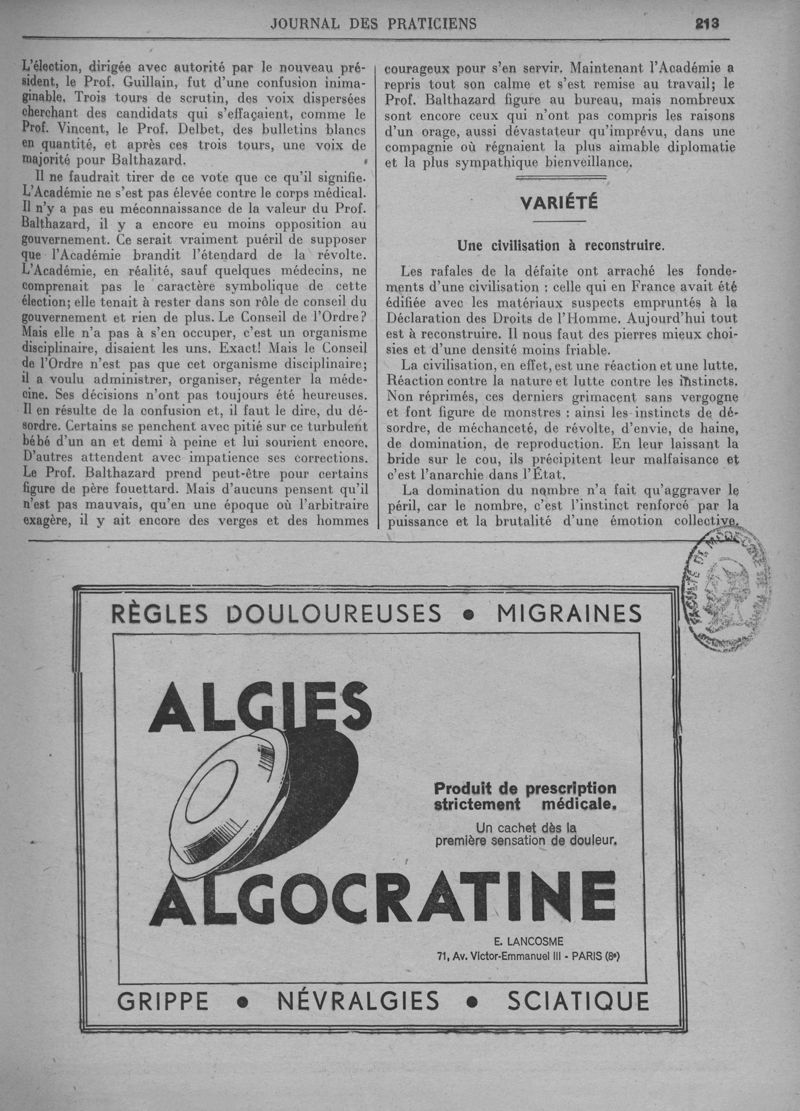 JOURNAL DES PRATICIENS 213
L'élection, dirigée avec autorité par le nouveau pré-
sident, le Prof. Guillain, fut d'une confusion inima-
ginable. Trois tours de scrutin, des voix dispersées
cherchant des candidats qui s'effaçaient, comme le
Prof. Vincent, le Prof. Delbet, des bulletins blancs
en quantité, et après ces trois tours, une voix de
majorité pour Balthazard.
Il ne faudrait tirer de ce vote que ce qu'il signifie.
L'Académie ne s'est pas élevée contre le corps médical.
Il n'y a pas eu méconnaissance de la valeur du Prof.
Balthazard, il y a encore eu moins opposition au
gouvernement. Ce serait vraiment puéril de supposer
que l'Académie brandit l'étendard de la révolte.
L'Académie, en réalité, sauf quelques médecins, ne
comprenait pas le caractère symbolique de cette
élection; elle tenait à rester dans son rôle de conseil du
gouvernement et rien de plus. Le Conseil de l'Ordre?
Mais elle n'a pas à s'en occuper, c'est un organisme
disciplinaire, disaient les uns. Exact! Mais le Conseil
de l'Ordre n'est pas que cet organisme disciplinaire;
il a voulu administrer, organiser, régenter la méde-
cine. Ses décisions n'ont pas toujours été heureuses.
Il en résulte de la confusion et, il faut le dire, du dé-
sordre. Certains se penchent avec pitié sur ce turbulent
bébé d'un an et demi à peine et lui sourient encore.
D'autres attendent avec impatience ses corrections.
Le Prof. Balthazard prend peut-être pour certains
figure de père fouettard. Mais d'aucuns pensent qu'il
n'est pas mauvais, qu'en une époque où l'arbitraire
exagère, il y ait encore des verges et des hommes
courageux pour s'en servir. Maintenant l'Académie a
repris tout son calme et s'est remise au travail; le
Prof. Balthazard figure au bureau, mais nombreux
sont encore ceux qui n'ont pas compris les raisons
d'un orage, aussi dévastateur qu'imprévu, dans une
compagnie où régnaient la plus aimable diplomatie
et la plus sympathique bienveillance.
VARIÉTÉ
Une civilisation à reconstruire.
Les rafales de la défaite ont arraché les fonde-
ments d'une civilisation : celle qui en France avait été
édifiée avec les matériaux suspects empruntés à la
Déclaration des Droits de l'Homme. Aujourd'hui tout
est à reconstruire. Il nous faut des pierres mieux choi-
sies et d'une densité moins friable.
La civilisation, en effet, est une réaction et une lutte.
Réaction contre la nature et lutte contre les instincts.
Non réprimés, ces derniers grimacent sans vergogne
et font figure de monstres : ainsi les instincts de dé-
sordre, de méchanceté, de révolte, d'envie, de haine,
de domination, de reproduction. En leur laissant la
bride sur le cou, ils précipitent leur malfaisance et
c'est l'anarchie dans l'État.
La domination du nombre n'a fait qu'aggraver le
péril, car le nombre, c'est l'instinct renforcé par la
puissance et la brutalité d'une émotion collective.
RÈGLES DOULOUREUSES • MIGRAINES
ALGIES
Produit de prescription
strictement médicale.
Un cachet dès la
première sensation de douleur.
ALGOCRATINE
E. LANCOSME
71, Av. Victor-Emmanuel III - PARIS (8e)
GRIPPE • NÉVRALGIES • SCIATIQUE